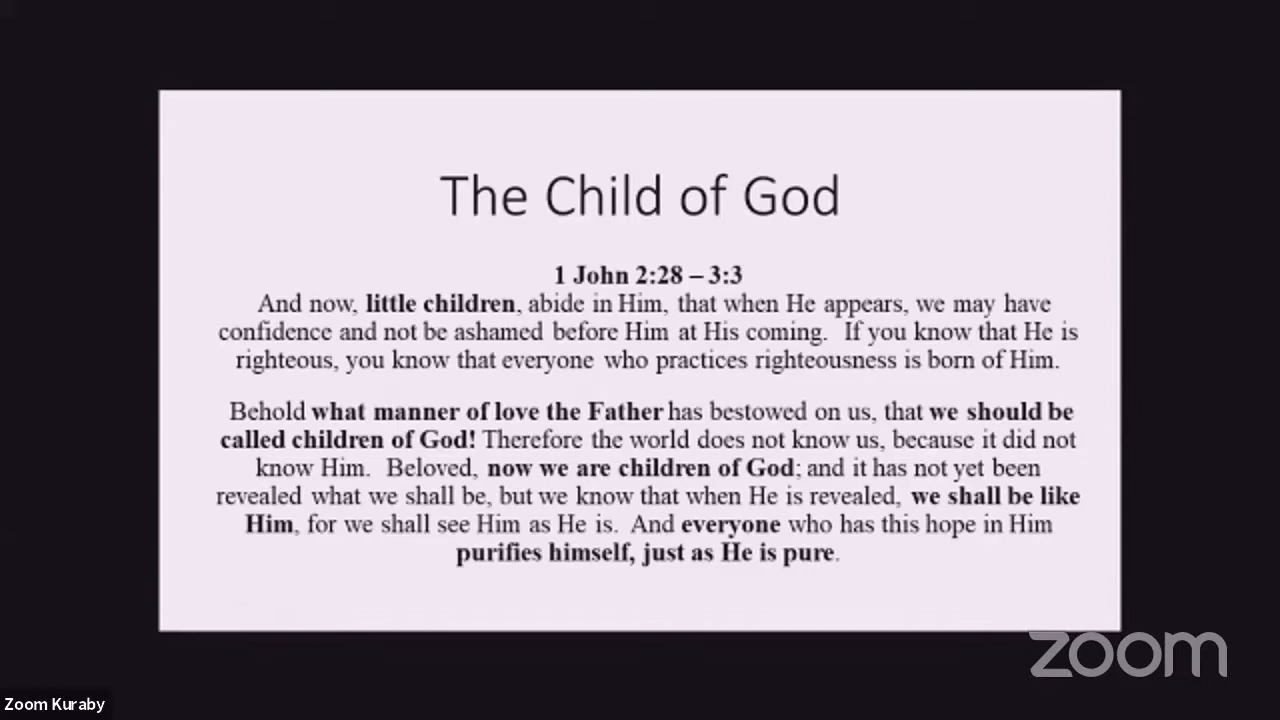 The Child of God
1 John 2:28 – 3:3
And now, little children, abide in Him, that when He appears, we may have
confidence and not be ashamed before Him at His coming. If you know that He is
righteous, you know that everyone who practices righteousness is born of Him.
Behold what manner of love the Father has bestowed on us, that we should be
called children of God! Therefore the world does not know us, because it did not
know Him. Beloved, now we are children of God; and it has not yet been
revealed what we shall be, but we know that when He is revealed, we shall be like
Him, for we shall see Him as He is. And everyone who has this hope in Him
purifies himself, just as He is pure.
zoom
Zoom Kuraby